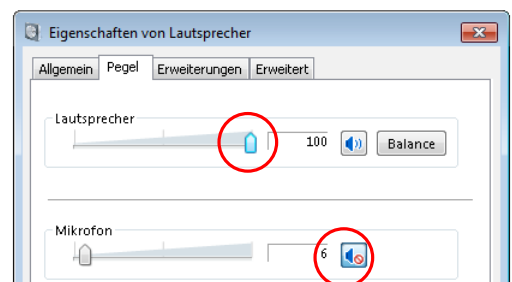 Eigenschaften von Lautsprecher
Allgemein Pegel Erweiterungen Erweitert
Lautsprecher
100 Balance
Mikrofon
6